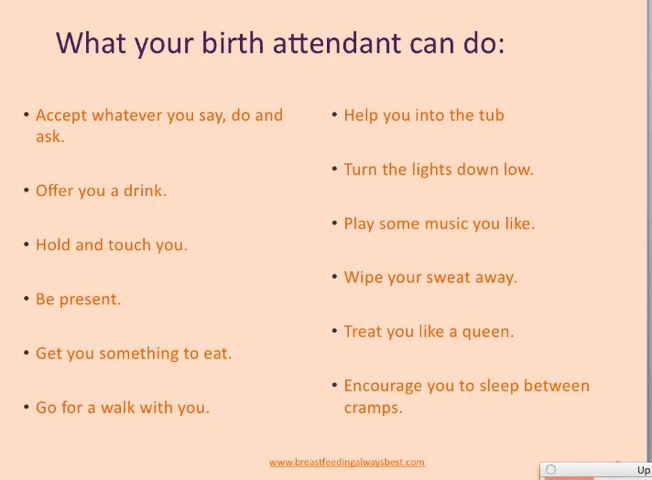 What your birth attendant can do:
• Accept whatever you say, do and
ask.
• Offer you a drink.
• Hold and touch you.
• Be present.
• Get you something to eat.
• Go for a walk with you.
• Help you into the tub
• Turn the lights down low.
• Play some music you like.
• Wipe your sweat away.
• Treat you like a queen.
• Encourage you to sleep between
cramps.
www.breastfeedingalwaysbest.com
Up